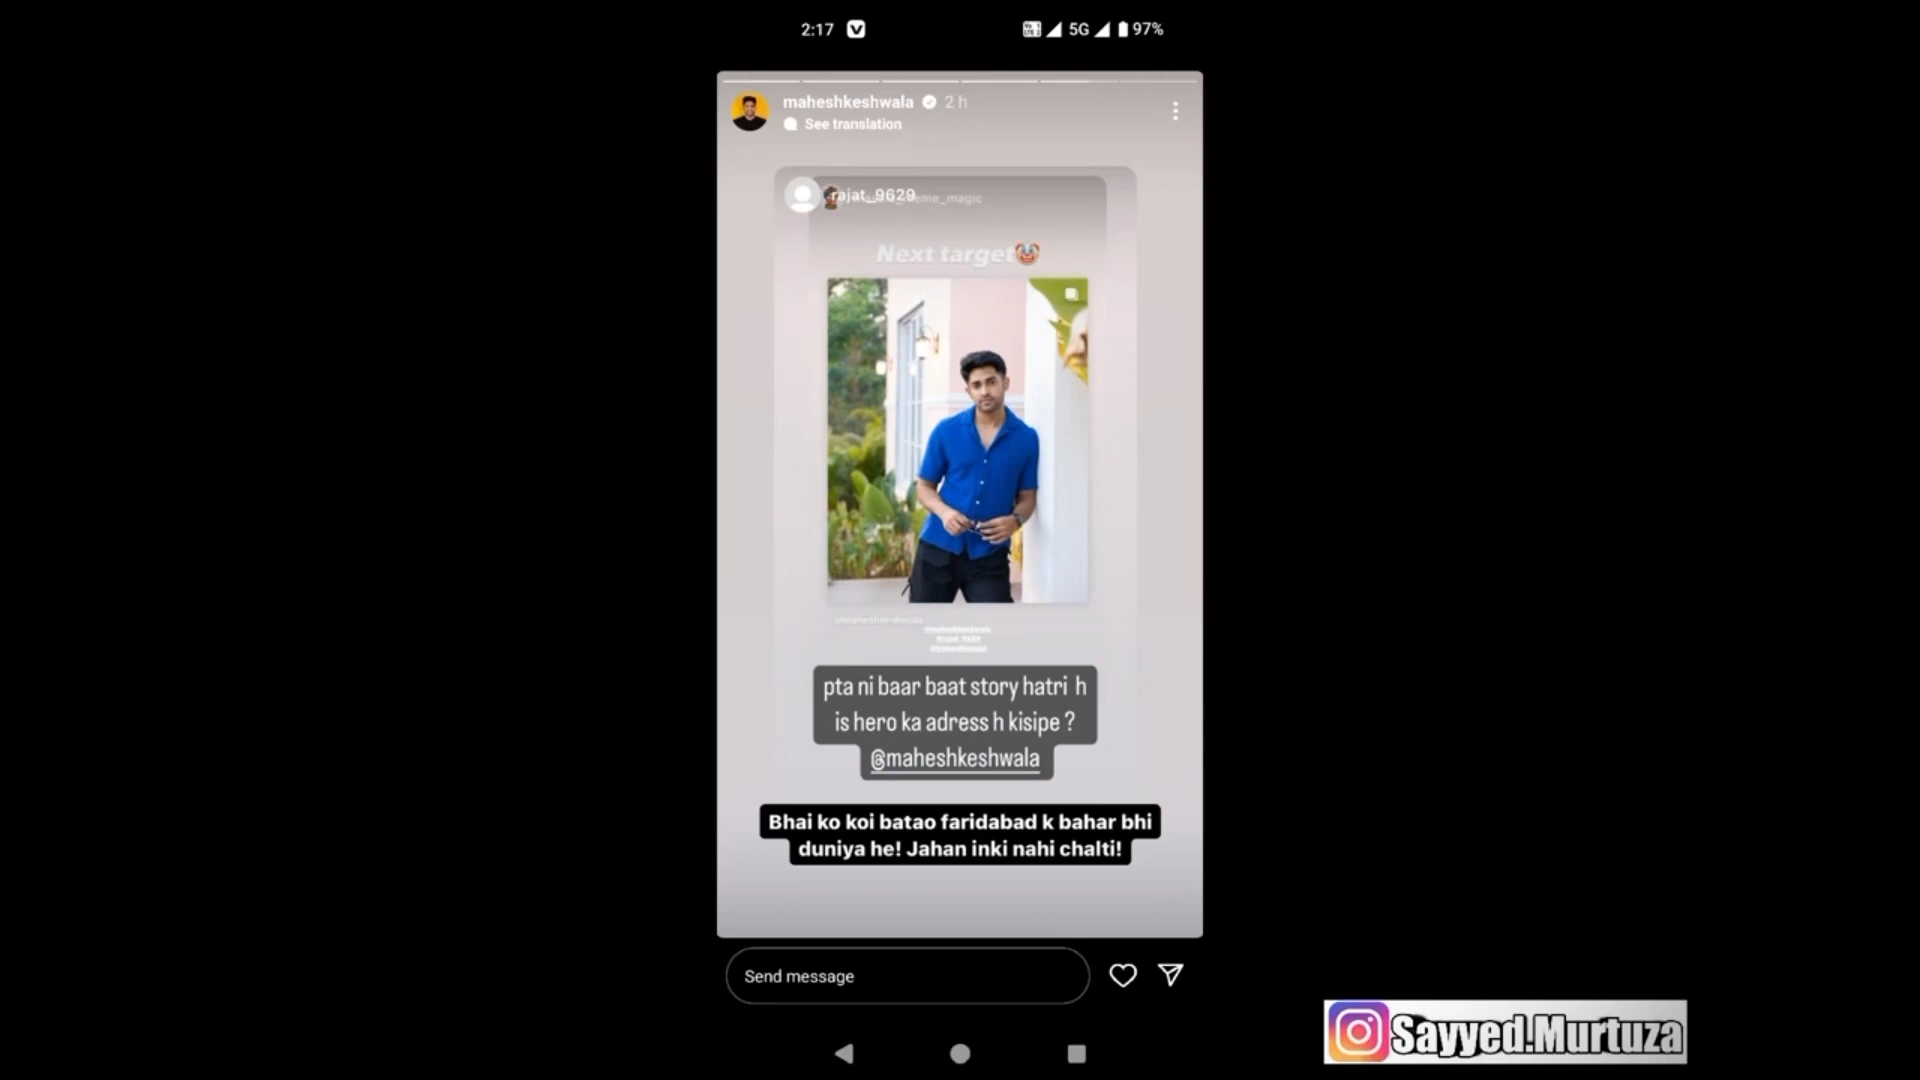 2:17
5G 97%
maheshkeshwala 2 h
See translation
rajat_9629
eme_magic
Next target🤡
pta ni baar baat story hatri h
is hero ka adress h kisipe ?
@maheshkeshwala
Bhai ko koi batao faridabad k bahar bhi
duniya he! Jahan inki nahi chalti!
Send message
Sayyed.Murtuza